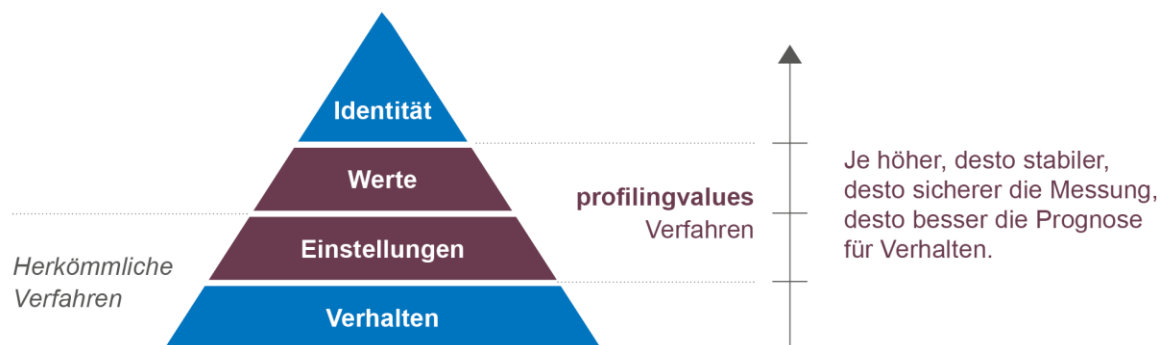 Identität
Werte
Einstellungen
Verhalten
Herkömmliche
Verfahren
profilingvalues
Verfahren
Je höher, desto stabiler,
desto sicherer die Messung,
desto besser die Prognose
für Verhalten.